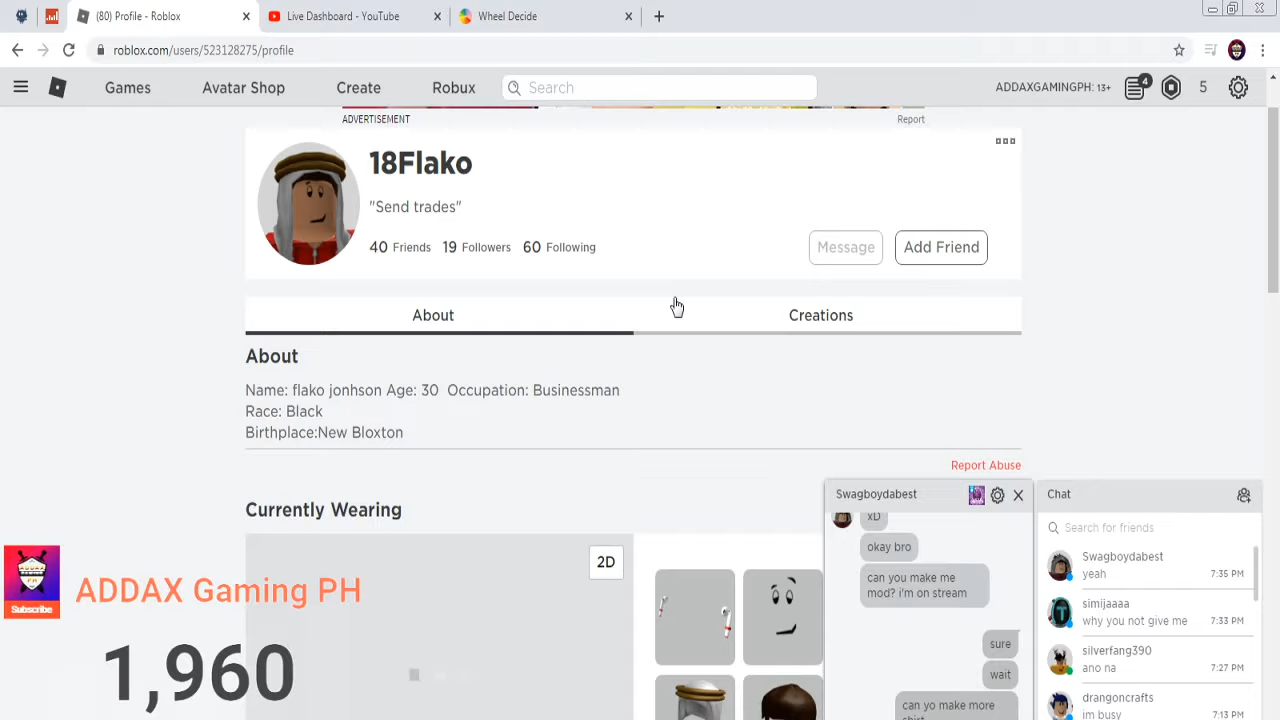 (80) Profile - Roblox
Live Dashboard - YouTube
Wheel Decide
roblox.com/users/523128275/profile
Games
Avatar Shop
Create
Robux
Search
ADDAXGAMINGPH: 13+
4
5
ADVERTISEMENT
Report
18Flako
"Send trades"
40 Friends
19 Followers
60 Following
Message
Add Friend
About
Creations
About
Name: flako jonhson Age: 30 Occupation: Businessman
Race: Black
Birthplace:New Bloxton
Report Abuse
Currently Wearing
2D
Swagboydabest
xD
okay bro
can you make me
mod? i'm on stream
sure
wait
can yo make more
Chat
Search for friends
Swagboydabest
yeah
7:35 PM
simijaaaa
why you not give me
7:33 PM
silverfang390
ano na
7:27 PM
drangoncrafts
im busy
7:13 PM
Subscribe
ADDAX Gaming PH
1,960